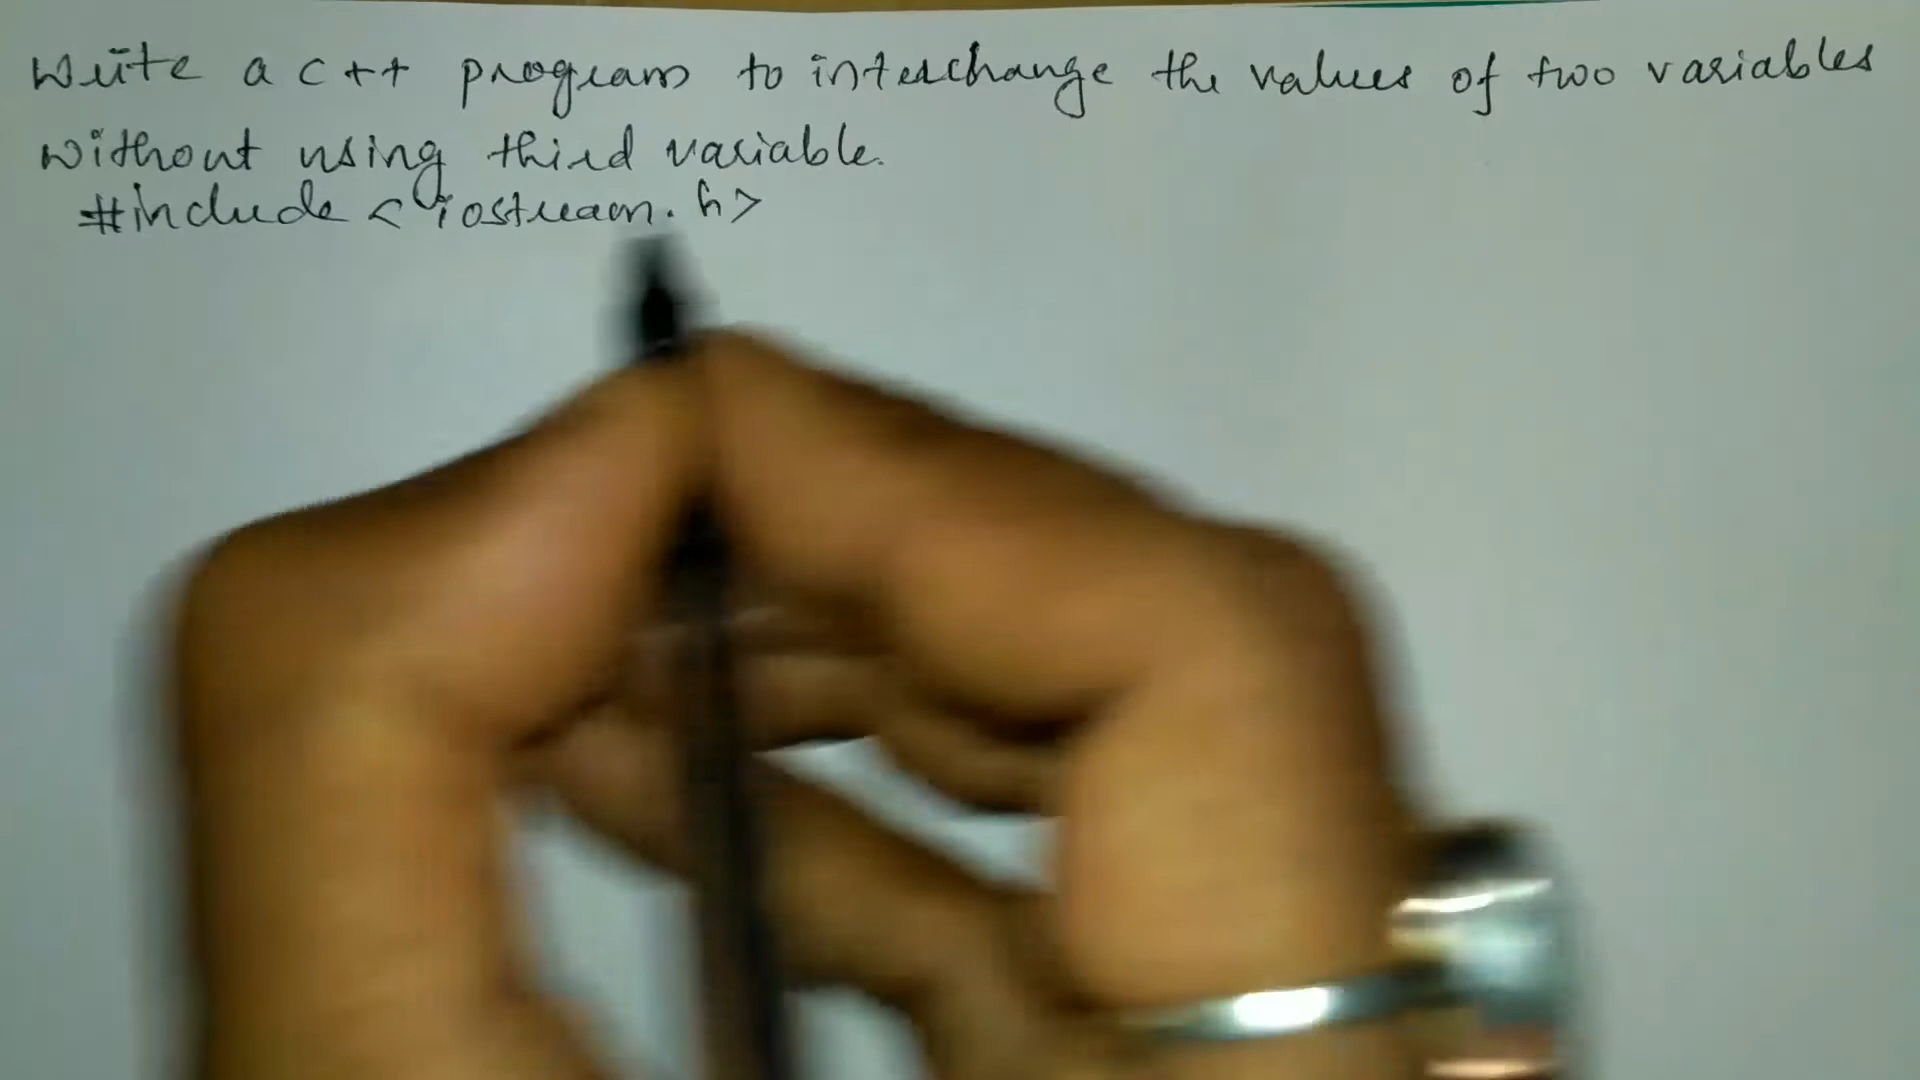 Write a c++ program to interchange the values of two variables
without using third variable.
#include <iostream.h>